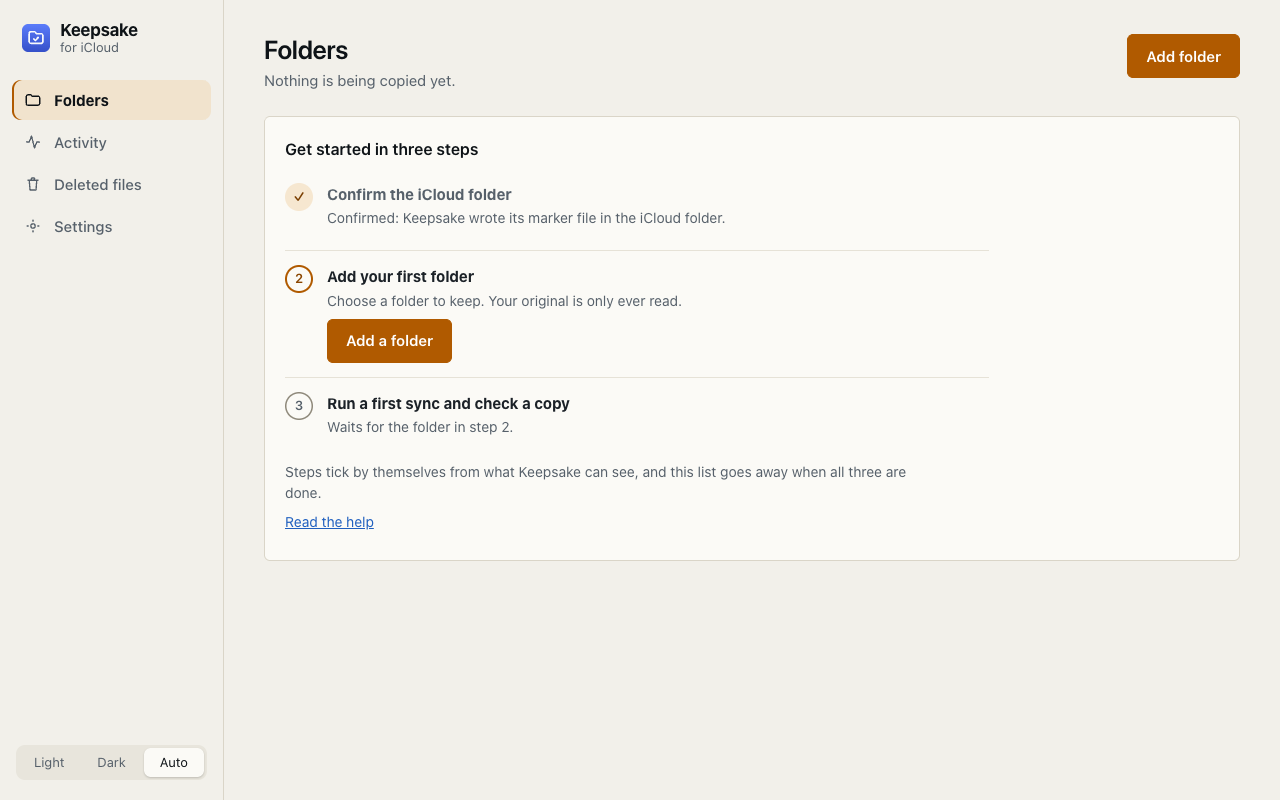 Keepsake
for iCloud
Folders
Activity
Deleted files
Settings
Light
Dark
Auto
Folders
Nothing is being copied yet.
Add folder
Get started in three steps
Confirm the iCloud folder
Confirmed: Keepsake wrote its marker file in the iCloud folder.
2
Add your first folder
Choose a folder to keep. Your original is only ever read.
Add a folder
3
Run a first sync and check a copy
Waits for the folder in step 2.
Steps tick by themselves from what Keepsake can see, and this list goes away when all three are
done.
Read the help